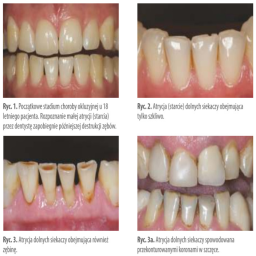 Ryc. 1. Początkowe stadium choroby okluzyjnej u 18
letniego pacjenta. Rozpoznanie małej atrycji (starcia)
przez dentystę zapobiegnie późniejszej destrukcji zębów.
Ryc. 2. Atrycja (starcie) dolnych siekaczy obejmująca
tylko szkliwo.
Ryc. 3. Atrycja dolnych siekaczy obejmująca również
zębinę.
Ryc. 3a. Atrycja dolnych siekaczy spowodowana
przekonturowanymi koronami w szczęce.